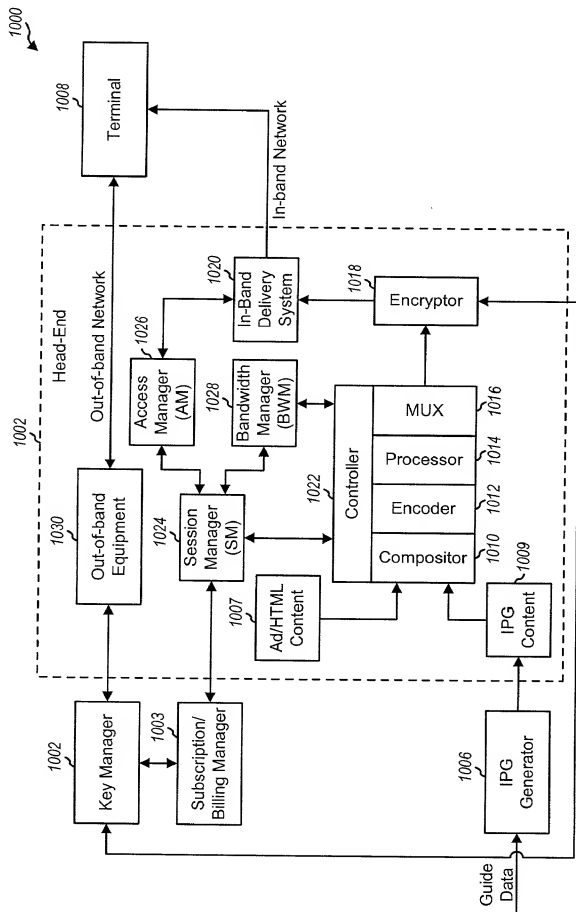 1000
1008
Terminal
In-band Network
Out-of-band Network
1002
Head-End
1030
Out-of-band
Equipment
1026
Access
Manager
(AM)
1020
In-Band
Delivery
System
1024
Session
Manager
(SM)
1028
Bandwidth
Manager
(BWM)
1018
Encryptor
1022
Controller
Compositor
1010
Encoder
1012
Processor
1014
MUX
1016
1007
Ad/HTML
Content
1009
IPG
Content
1002
Key Manager
1003
Subscription/
Billing Manager
1006
IPG
Generator
Guide
Data